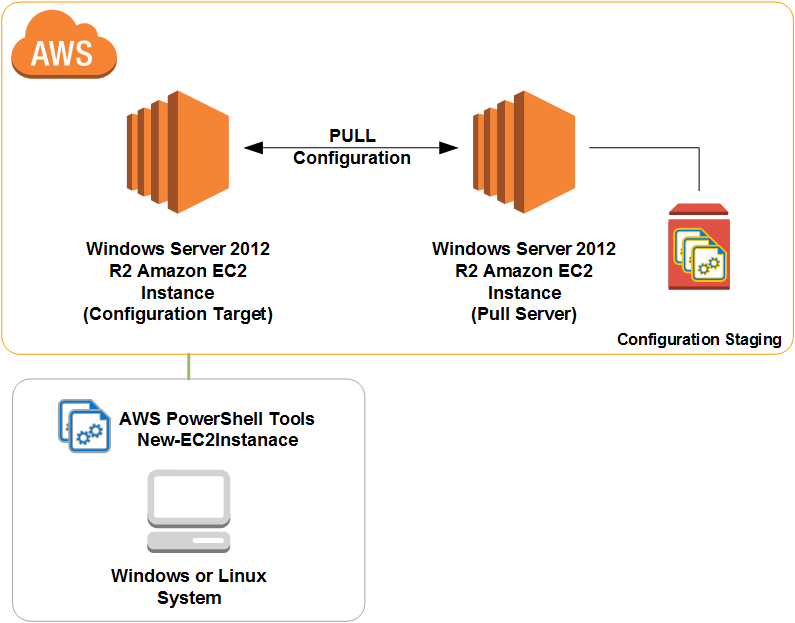 AWS
PULL
Configuration
Windows Server 2012
R2 Amazon EC2
Instance
(Configuration Target)
Windows Server 2012
R2 Amazon EC2
Instance
(Pull Server)
Configuration Staging
AWS PowerShell Tools
New-EC2Instanace
Windows or Linux
System